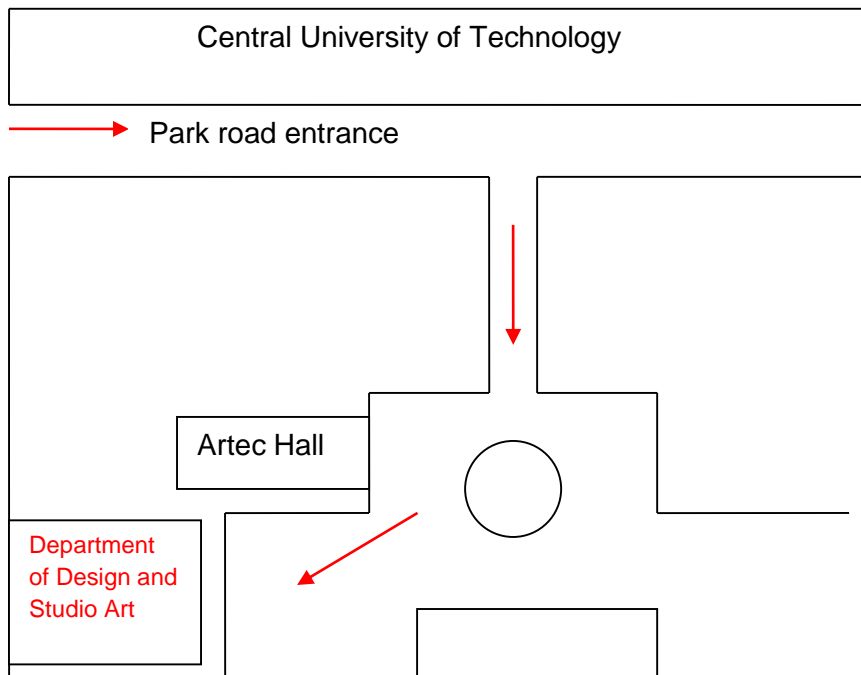 Central University of Technology
Park road entrance
Artec Hall
Department
of Design and
Studio Art